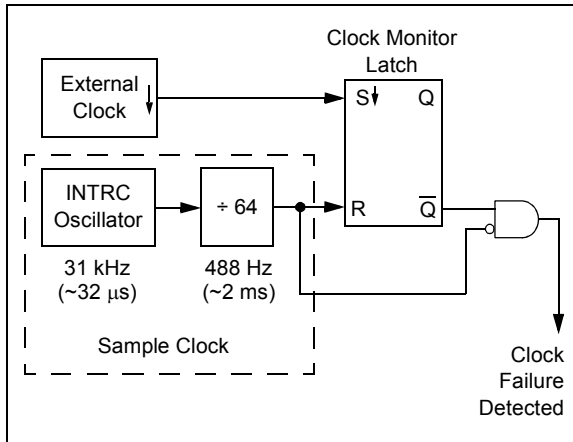 Clock Monitor
Latch
External
Clock
S
Q
INTRC
Oscillator
÷ 64
R
Q̅
31 kHz
(~32 μs)
488 Hz
(~2 ms)
Sample Clock
Clock
Failure
Detected